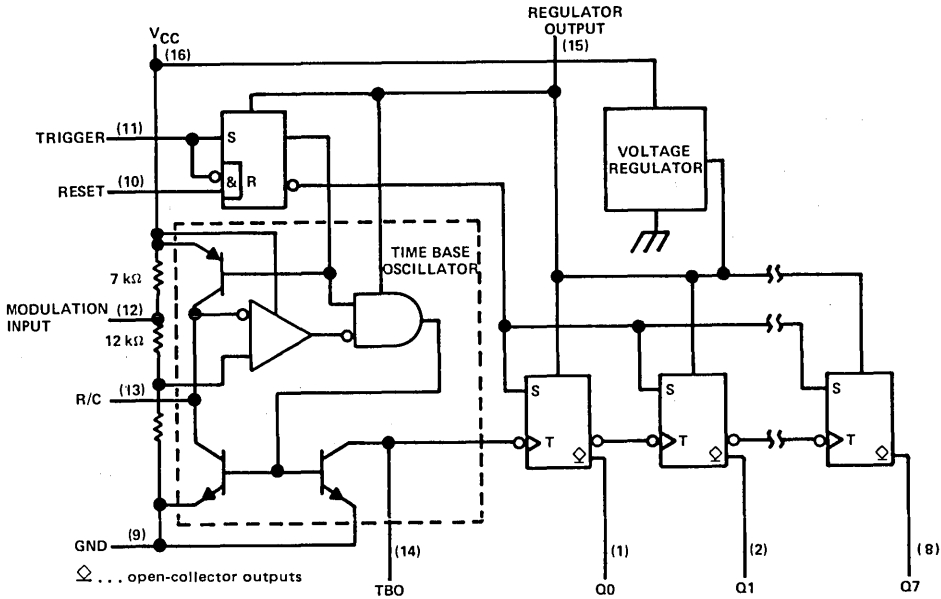 REGULATOR
OUTPUT
(15)
VCC
(16)
TRIGGER (11)
S
& R
RESET (10)
VOLTAGE
REGULATOR
TIME BASE
OSCILLATOR
7 kΩ
MODULATION (12)
INPUT
12 kΩ
R/C (13)
S
T
S
T
S
T
GND (9)
(14)
(1)
(2)
(8)
... open-collector outputs
TBO
Q0
Q1
Q7